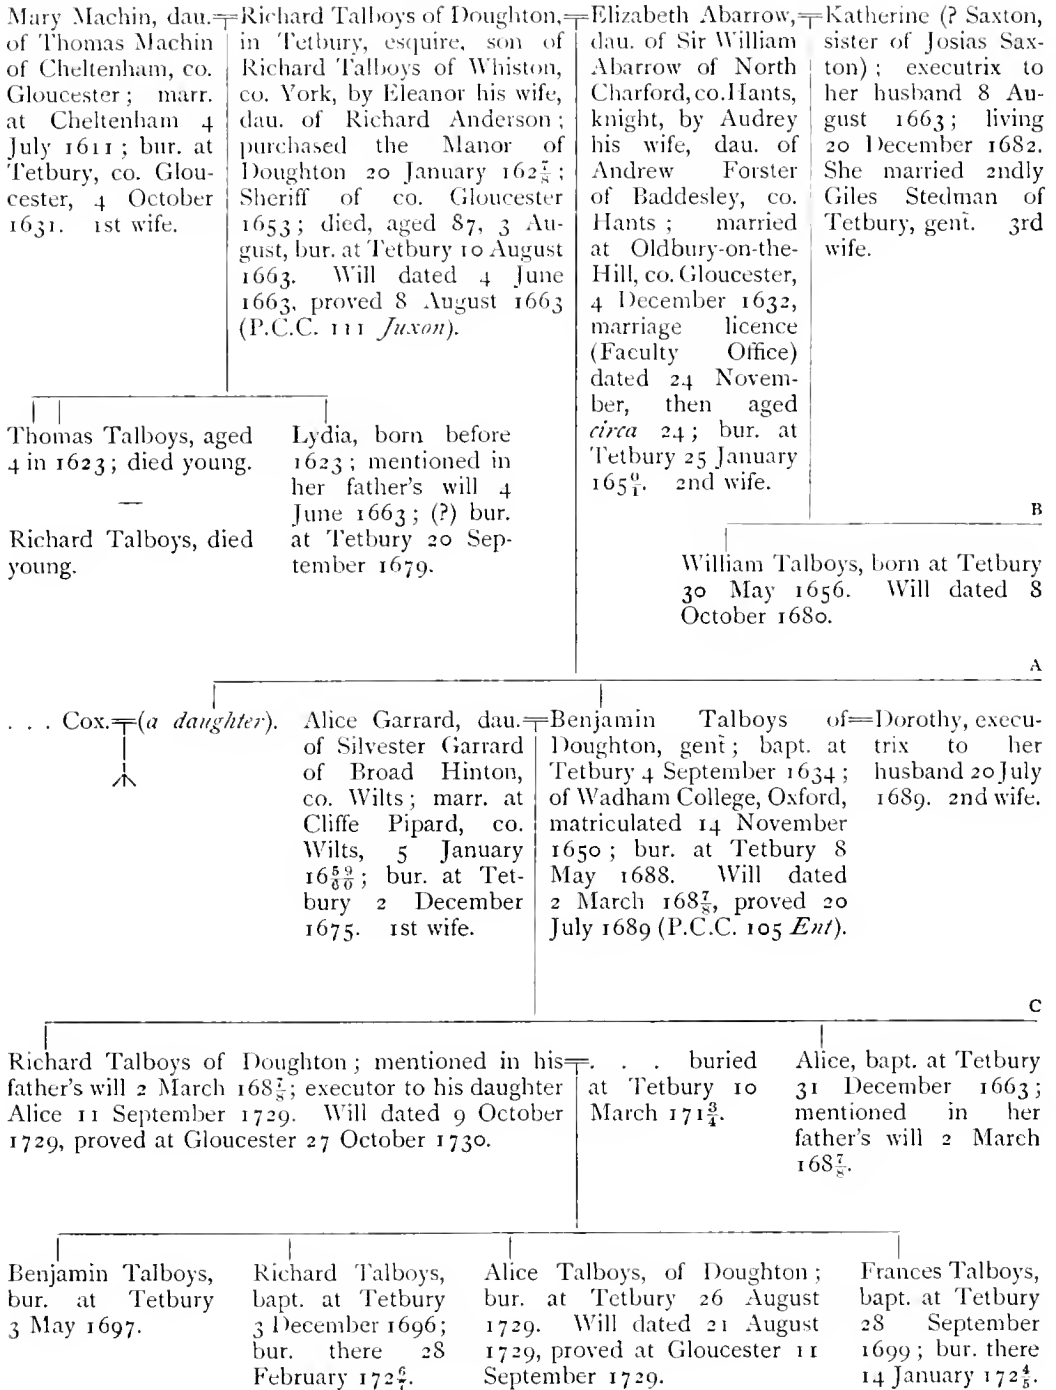 Mary Machin, dau.
of Thomas Machin
of Cheltenham, co.
Gloucester; marr.
at Cheltenham 4
July 1611; bur. at
Tetbury, co. Glou-
cester, 4 October
1631. 1st wife.
Richard Talboys of Doughton,
in Tetbury, esquire, son of
Richard Talboys of Whiston,
co. York, by Eleanor his wife,
dau. of Richard Anderson;
purchased the Manor of
Doughton 20 January 162⅞;
Sheriff of co. Gloucester
1653; died, aged 87, 3 Au-
gust, bur. at Tetbury 10 August
1663. Will dated 4 June
1663, proved 8 August 1663
(P.C.C. 111 Juxon).
Elizabeth Abarrow,
dau. of Sir William
Abarrow of North
Charford, co. Hants,
knight, by Audrey
his wife, dau. of
Andrew Forster
of Baddesley, co.
Hants; married
at Oldbury-on-the-
Hill, co. Gloucester,
4 December 1632,
marriage licence
(Faculty Office)
dated 24 Novem-
ber, then aged
circa 24; bur. at
Tetbury 25 January
165⁰⁄₁. 2nd wife.
Katherine (? Saxton,
sister of Josias Sax-
ton); executrix to
her husband 8 Au-
gust 1663; living
20 December 1682.
She married 2ndly
Giles Stedman of
Tetbury, gent. 3rd
wife.
Thomas Talboys, aged
4 in 1623; died young.
—
Richard Talboys, died
young.
Lydia, born before
1623; mentioned in
her father's will 4
June 1663; (?) bur.
at Tetbury 20 Sep-
tember 1679.
B
William Talboys, born at Tetbury
30 May 1656. Will dated 8
October 1680.
A
. . . Cox.
(a daughter).
Alice Garrard, dau.
of Silvester Garrard
of Broad Hinton,
co. Wilts; marr. at
Cliffe Pipard, co.
Wilts, 5 January
16⁵⁹⁄₆₀; bur. at Tet-
bury 2 December
1675. 1st wife.
Benjamin Talboys of
Doughton, gent; bapt. at
Tetbury 4 September 1634;
of Wadham College, Oxford,
matriculated 14 November
1650; bur. at Tetbury 8
May 1688. Will dated
2 March 168⅞, proved 20
July 1689 (P.C.C. 105 Ent).
Dorothy, execu-
trix to her
husband 20 July
1689. 2nd wife.
C
Richard Talboys of Doughton; mentioned in his
father's will 2 March 168⅞; executor to his daughter
Alice 11 September 1729. Will dated 9 October
1729, proved at Gloucester 27 October 1730.
. . . buried
at Tetbury 10
March 171¾.
Alice, bapt. at Tetbury
31 December 1663;
mentioned in her
father's will 2 March
168⅞.
Benjamin Talboys,
bur. at Tetbury
3 May 1697.
Richard Talboys,
bapt. at Tetbury
3 December 1696;
bur. there 28
February 172⁶⁄₇.
Alice Talboys, of Doughton;
bur. at Tetbury 26 August
1729. Will dated 21 August
1729, proved at Gloucester 11
September 1729.
Frances Talboys,
bapt. at Tetbury
28 September
1699; bur. there
14 January 172⅘.